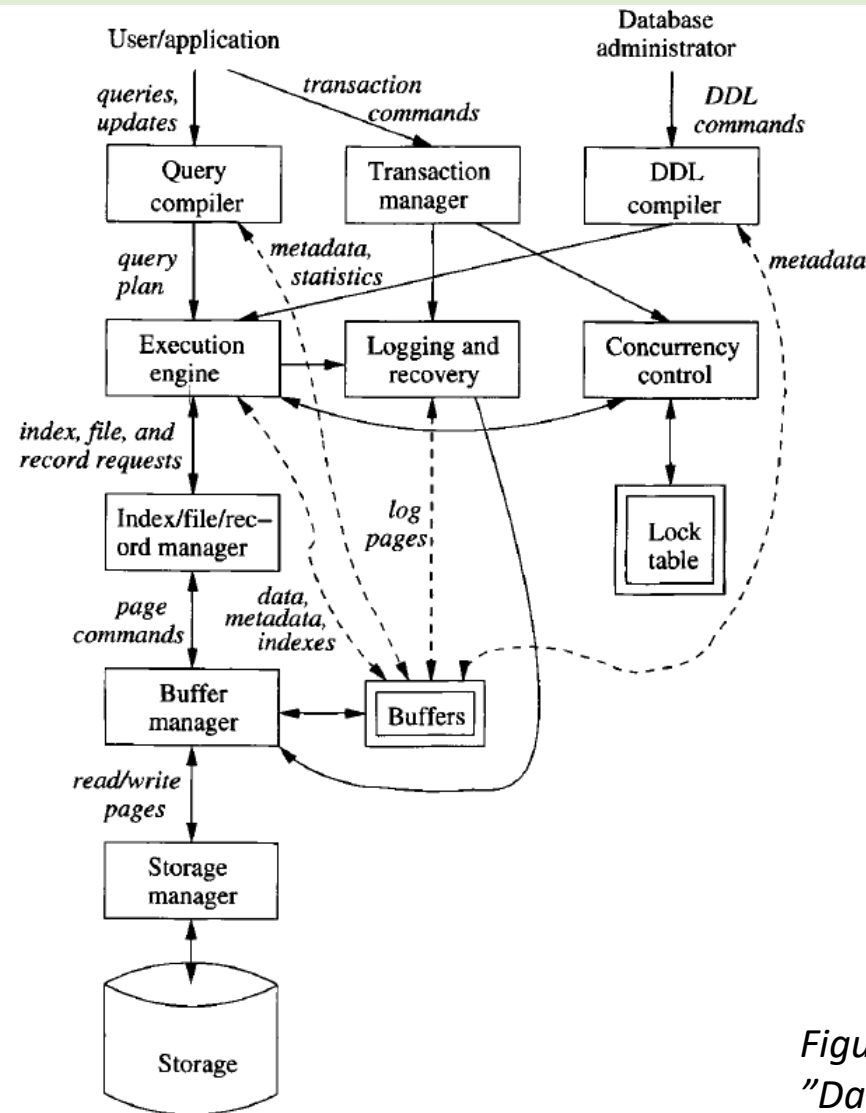 User/application
Database
administrator
queries,
updates
transaction
commands
DDL
commands
Query
compiler
Transaction
manager
DDL
compiler
query
plan
metadata,
statistics
metadata
Execution
engine
Logging and
recovery
Concurrency
control
index, file, and
record requests
Index/file/rec-
ord manager
log
pages
Lock
table
page
commands
data,
metadata,
indexes
Buffer
manager
Buffers
read/write
pages
Storage
manager
Storage